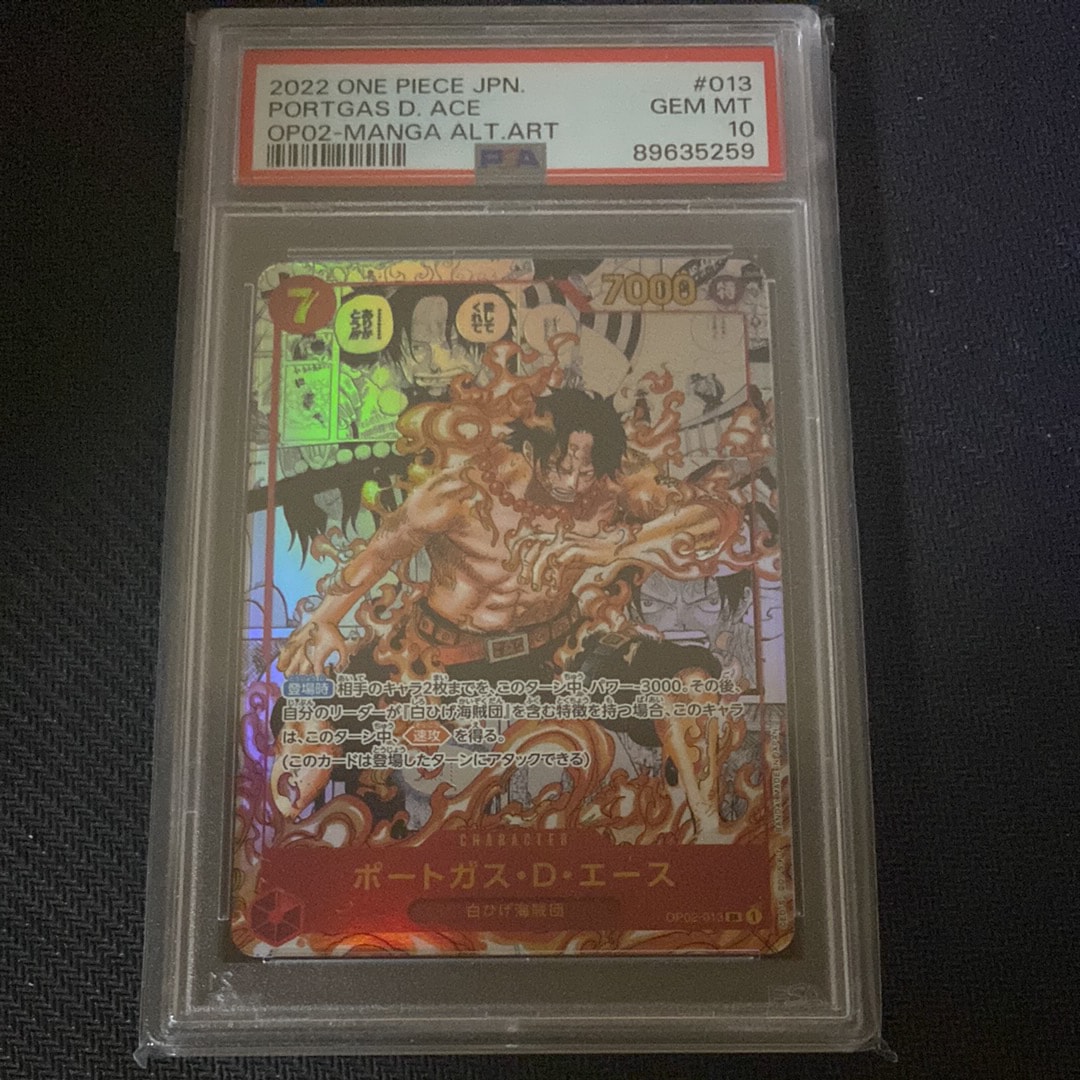 2022 ONE PIECE JPN.
#013
PORTGAS D. ACE
GEM MT
OP02-MANGA ALT.ART
10
PSA
89635259
7
7000
特
登場時 相手のキャラ2枚までを、このターン中、パワー-3000。その後、
自分のリーダーが『白ひげ海賊団』を含む特徴を持つ場合、このキャラ
は、このターン中、速攻 を得る。
(このカードは登場したターンにアタックできる)
CHARACTER
ポートガス・D・エース
白ひげ海賊団
OP02-013
1